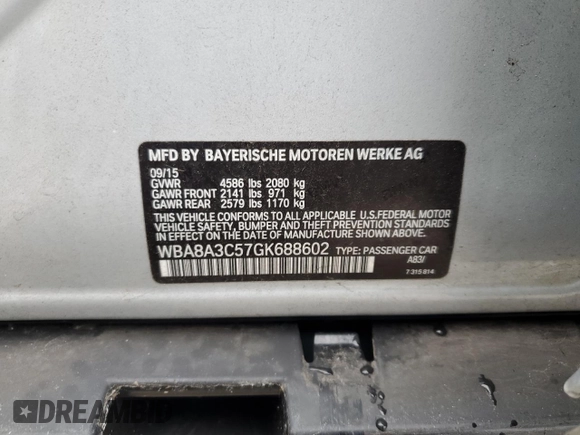 MFD BY BAYERISCHE MOTOREN WERKE AG
09/15
GVWR 4586 lbs 2080 kg
GAWR FRONT 2141 lbs 971 kg
GAWR REAR 2579 lbs 1170 kg
THIS VEHICLE CONFORMS TO ALL APPLICABLE U.S.FEDERAL MOTOR
VEHICLE SAFETY, BUMPER, AND THEFT PREVENTION STANDARDS
IN EFFECT ON THE DATE OF MANUFACTURE SHOWN ABOVE.
WBA8A3C57GK688602 TYPE: PASSENGER CAR
A83/
7 315 814
DREAMBID